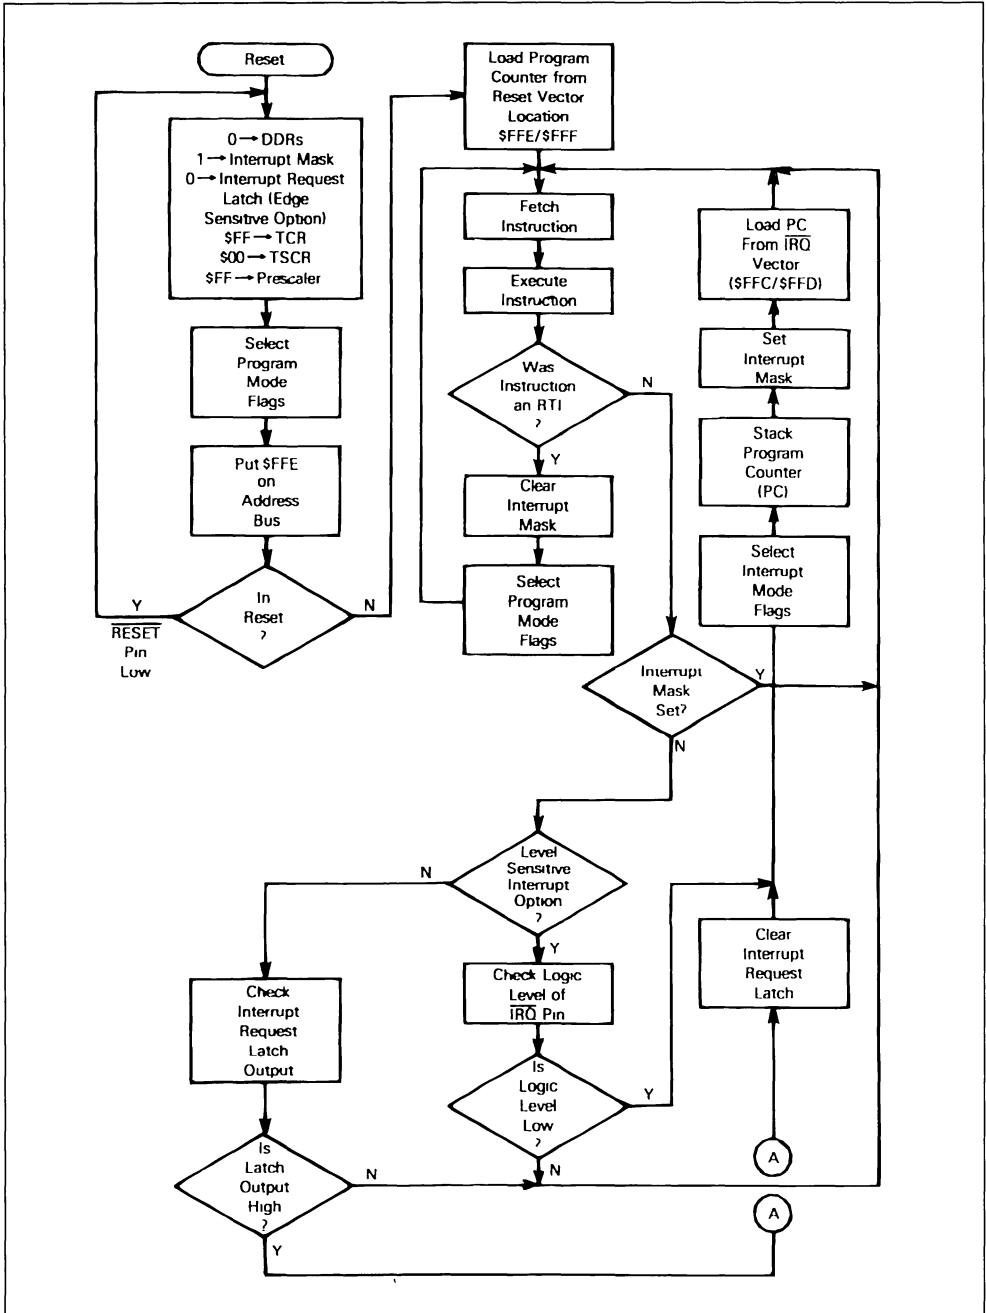 Reset
0→DDRs
1→Interrupt Mask
0→Interrupt Request
Latch (Edge
Sensitive Option)
$FF→TCR
$00→TSCR
$FF→Prescaler
Select
Program
Mode
Flags
Put $FFE
on
Address
Bus
In
Reset
?
Y
N
RESET
Pin
Low
Load Program
Counter from
Reset Vector
Location
$FFE/$FFF
Fetch
Instruction
Execute
Instruction
Was
Instruction
an RTI
?
N
Y
Clear
Interrupt
Mask
Select
Program
Mode
Flags
Load PC
From IRQ
Vector
($FFC/$FFD)
Set
Interrupt
Mask
Stack
Program
Counter
(PC)
Select
Interrupt
Mode
Flags
Interrupt
Mask
Set?
Y
N
Level
Sensitive
Interrupt
Option
?
N
Y
Check Logic
Level of
IRQ Pin
Is
Logic
Level
Low
?
Y
N
Clear
Interrupt
Request
Latch
A
Check
Interrupt
Request
Latch
Output
Is
Latch
Output
High
?
N
Y
A